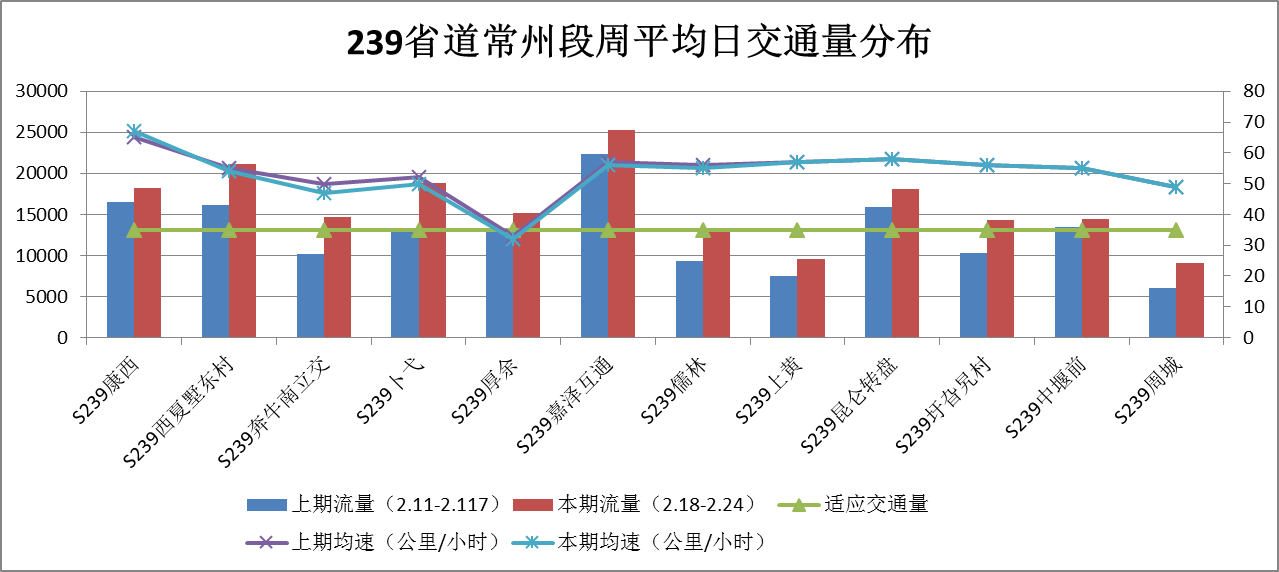 239省道常州段周平均日交通量分布
30000
25000
20000
15000
10000
5000
0
80
70
60
50
40
30
20
10
0
S239康西
S239西夏墅东村
S239奔牛南立交
S239卜弋
S239厚余
S239嘉泽互通
S239儒林
S239上黄
S239昆仑转盘
S239圩旮旯村
S239中堰前
S239周城
上期流量（2.11-2.117） 本期流量（2.18-2.24） 适应交通量
上期均速（公里/小时） 本期均速（公里/小时）